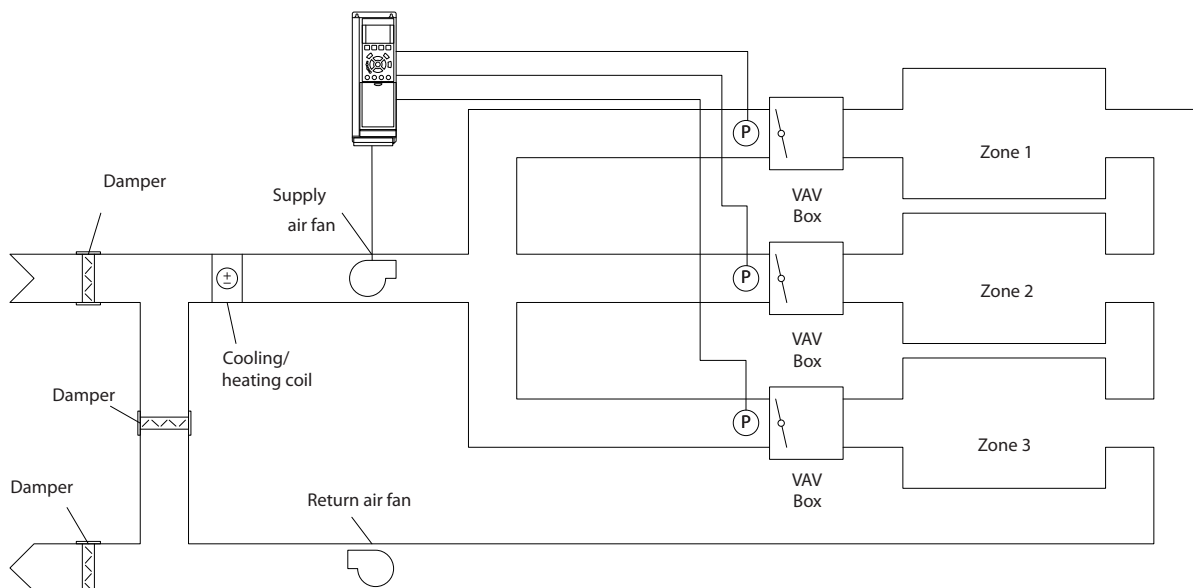 P
Zone 1
Damper
Supply
air fan
VAV
Box
P
Zone 2
±
VAV
Box
Cooling/
heating coil
Damper
P
Zone 3
VAV
Box
Damper
Return air fan